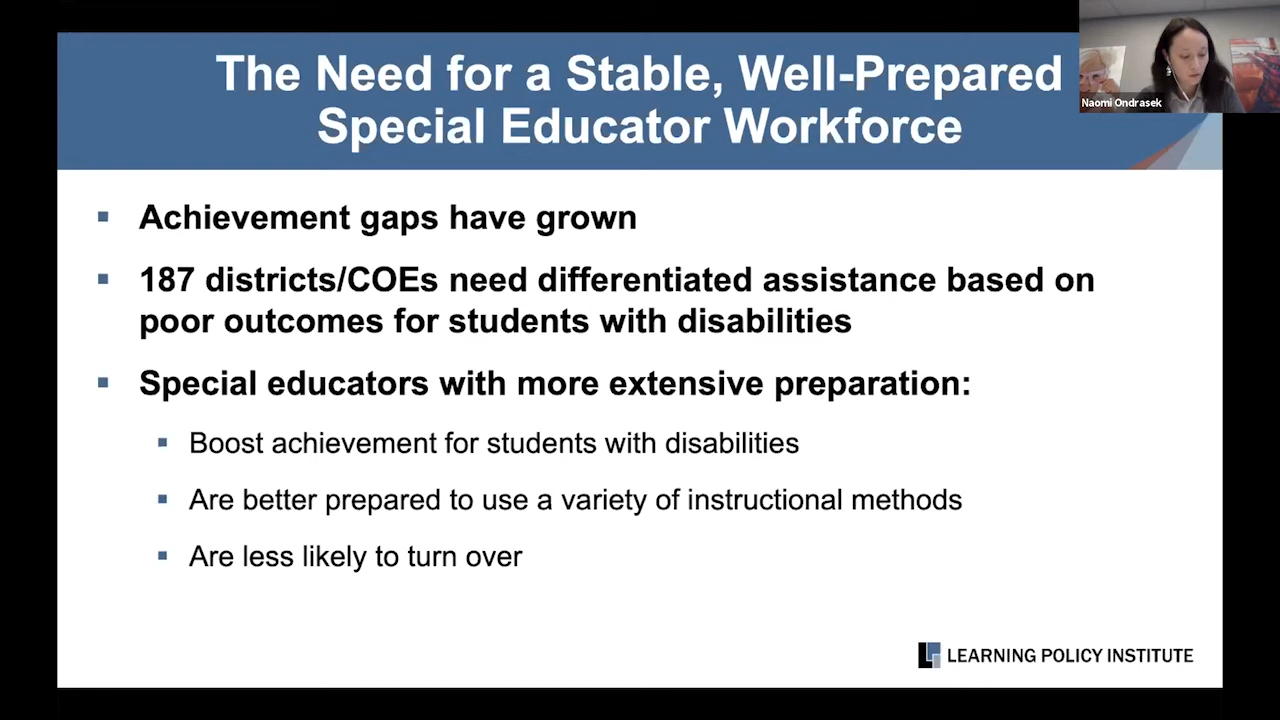 The Need for a Stable, Well-Prepared
Special Educator Workforce
Naomi Ondrasek
▪ Achievement gaps have grown
▪ 187 districts/COEs need differentiated assistance based on
poor outcomes for students with disabilities
▪ Special educators with more extensive preparation:
▪ Boost achievement for students with disabilities
▪ Are better prepared to use a variety of instructional methods
▪ Are less likely to turn over
LEARNING POLICY INSTITUTE